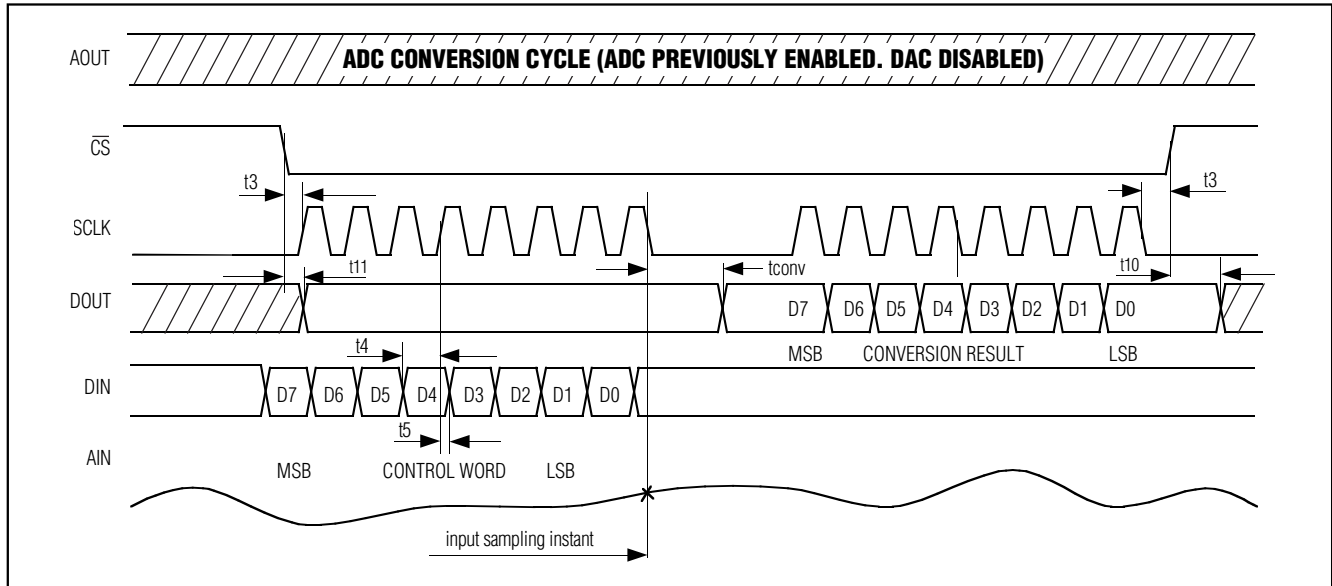 AOUT
ADC CONVERSION CYCLE (ADC PREVIOUSLY ENABLED. DAC DISABLED)
CS
t3
t3
SCLK
t11
tconv
t10
DOUT
D7 D6 D5 D4 D3 D2 D1 D0
MSB CONVERSION RESULT LSB
t4
DIN
D7 D6 D5 D4 D3 D2 D1 D0
t5
AIN
MSB CONTROL WORD LSB
input sampling instant